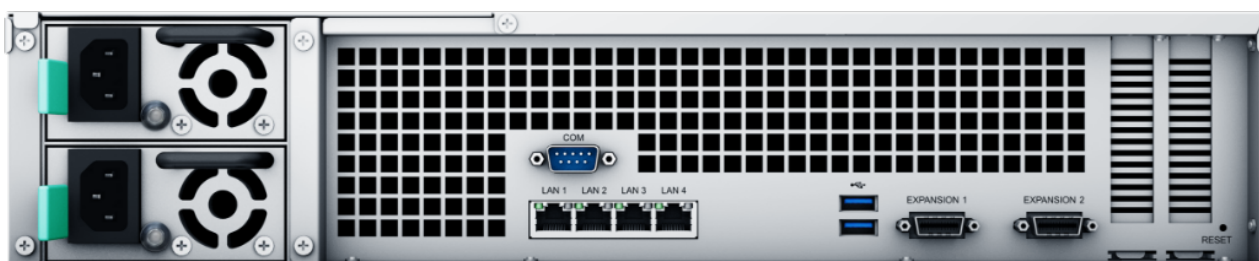 COM
LAN 1 LAN 2 LAN 3 LAN 4
EXPANSION 1 EXPANSION 2
RESET